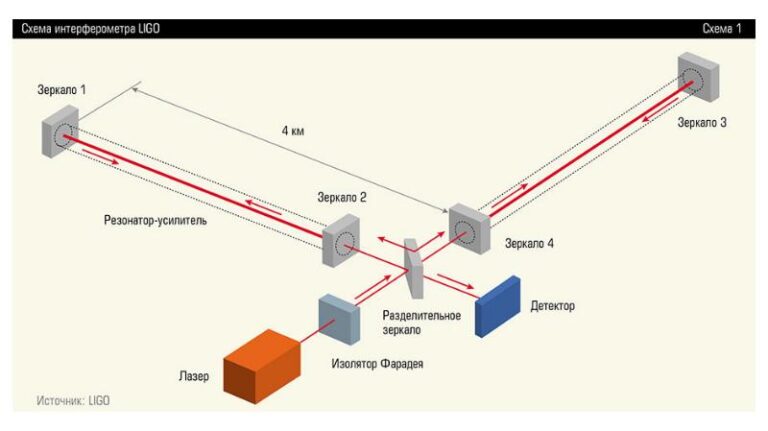 Схема интерферометра LIGO
Схема 1
Зеркало 1
4 км
Зеркало 3
Зеркало 2
Резонатор-усилитель
Зеркало 4
Детектор
Разделительное
зеркало
Изолятор Фарадея
Лазер
Источник: LIGO